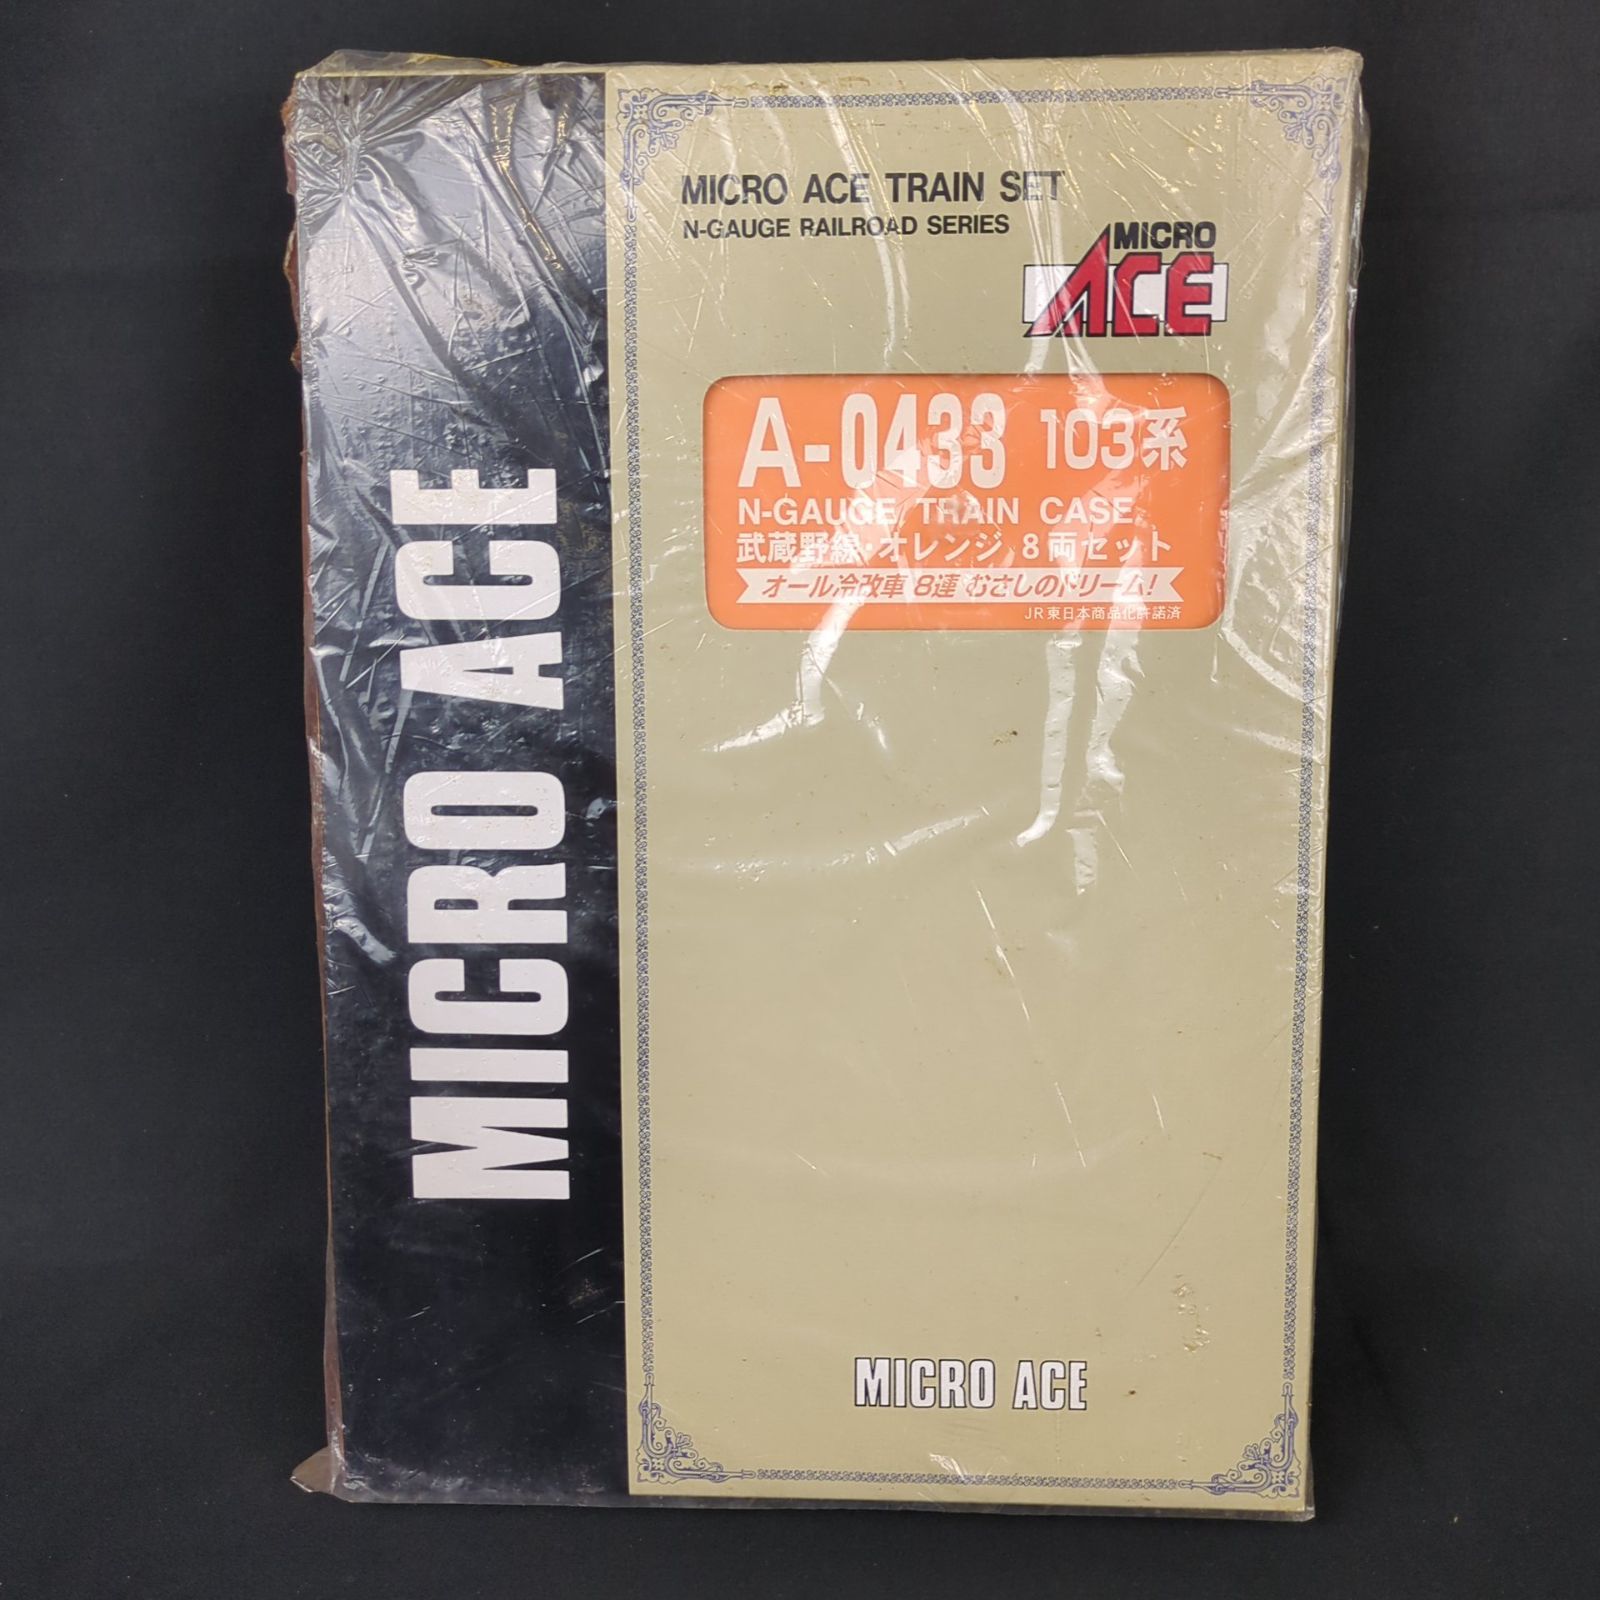 MICRO ACE
MICRO ACE TRAIN SET
N-GAUGE RAILROAD SERIES
MICRO
ACE
A-0433 103系
N-GAUGE TRAIN CASE
武蔵野線・オレンジ 8両セット
オール冷改車 8連 むさしのドリーム!
JR東日本商品化許諾済
MICRO ACE